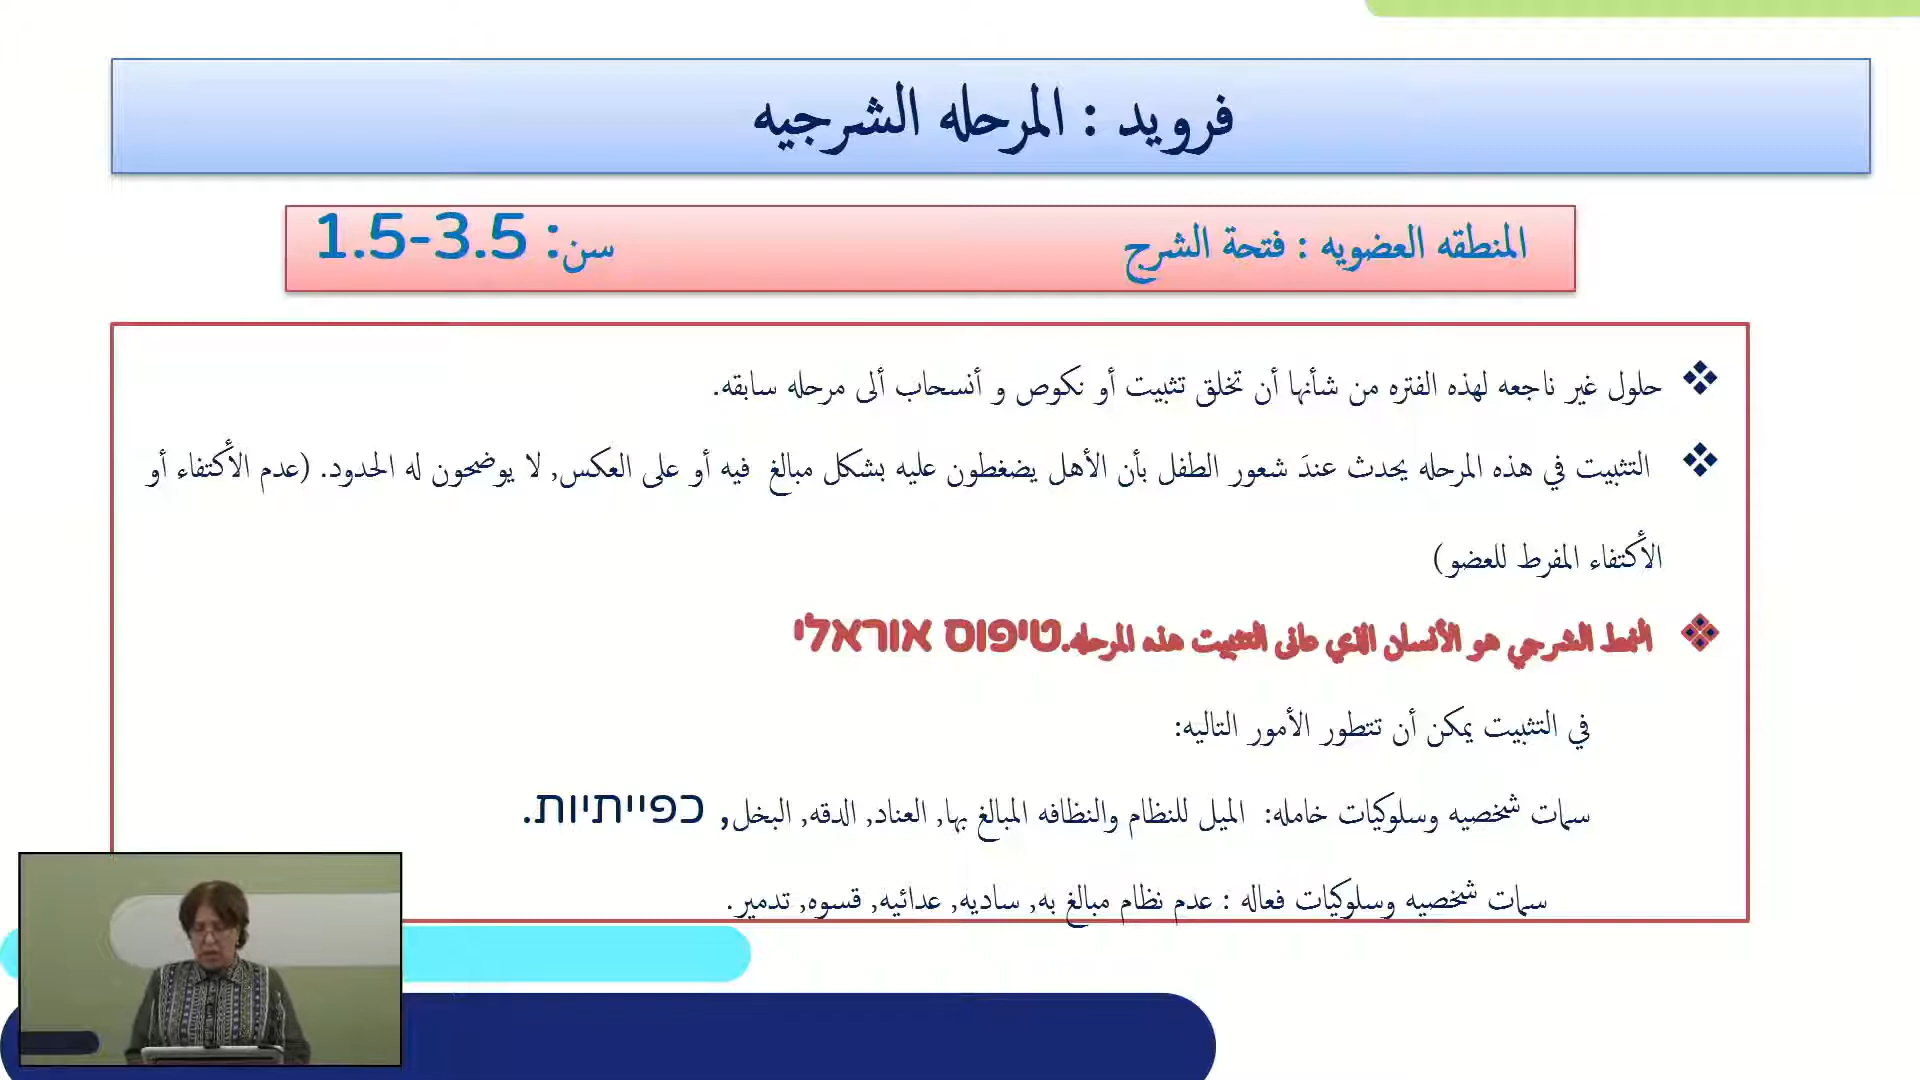 فرويد : المرحله الشرجيه
المنطقه العضويه : فتحة الشرج
سن: 1.5-3.5
حلول غير ناجعه لهذه الفتره من شأنها أن تخلق تثبيت أو نكوص و أنسحاب ألى مرحله سابقه.
التثبيت في هذه المرحله يحدث عندَ شعور الطفل بأن الأهل يضغطون عليه بشكل مبالغ فيه أو على العكس, لا يوضحون له الحدود. (عدم الأكتفاء أو
الأكتفاء المفرط للعضو)
النمط الشرجي هو الأنسان الذي عانى التثبيت هذه المرحله.טיפוס אוראלי
في التثبيت يمكن أن تتطور الأمور التاليه:
سمات شخصيه وسلوكيات خامله: الميل للنظام والنظافه المبالغ بها, العناد, الدقه, البخل, כפייתיות.
سمات شخصيه وسلوكيات فعاله : عدم نظام مبالغ به, ساديه, عدائيه, قسوه, تدمير.